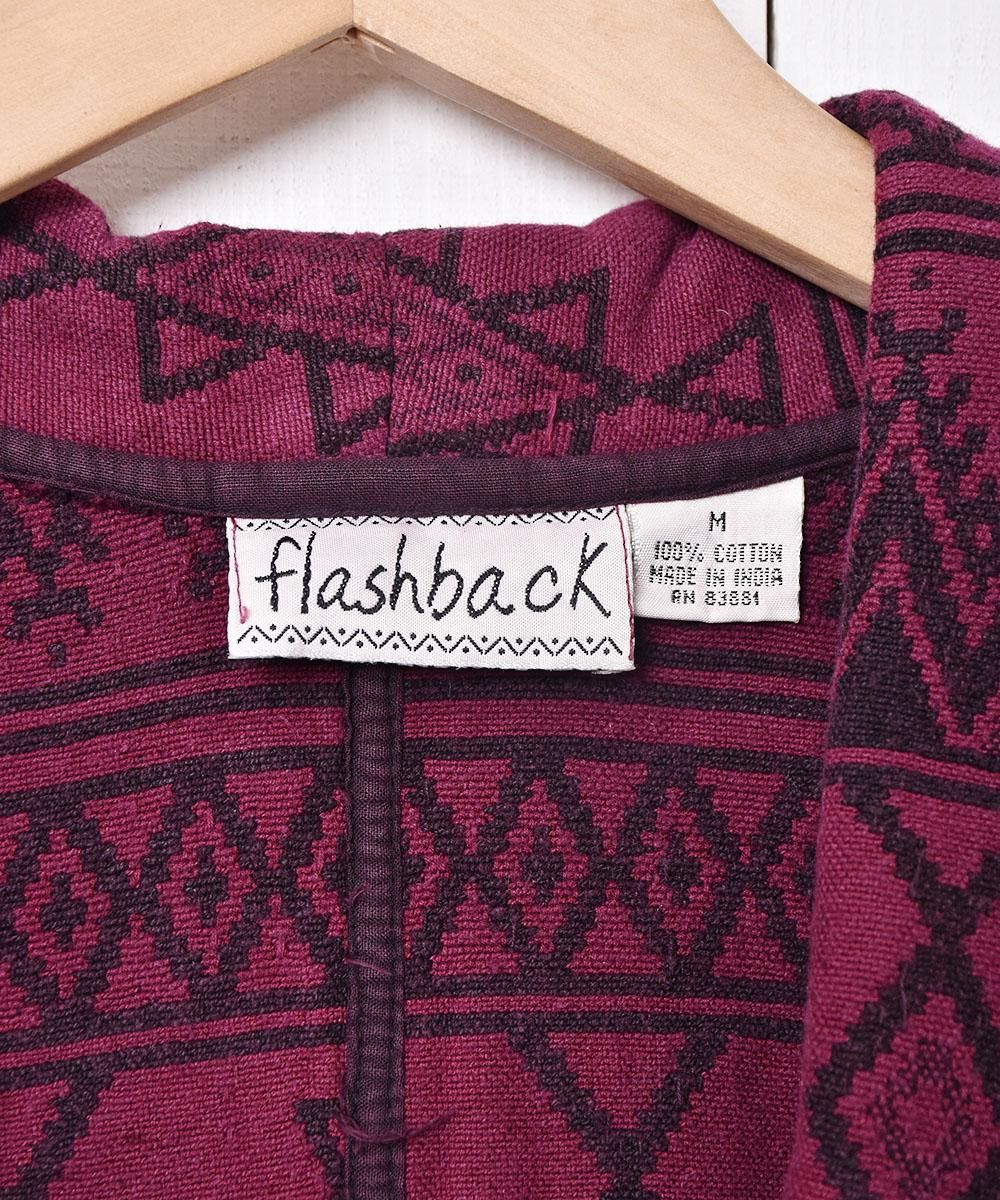 flashback
M
100% COTTON
MADE IN INDIA
RN 83881